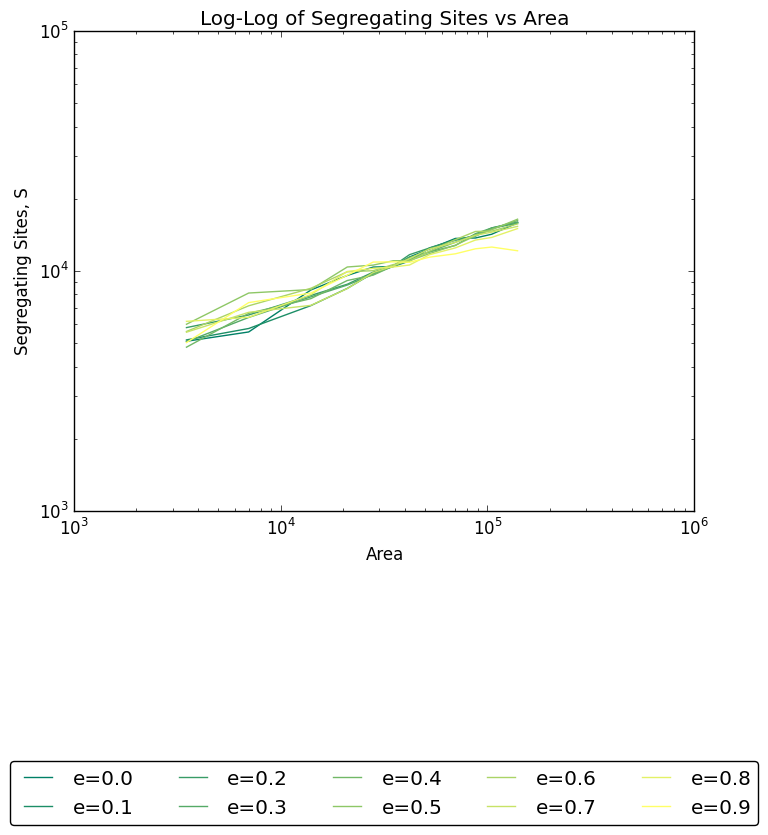 Log-Log of Segregating Sites vs Area
10^5
10^4
10^3
Segregating Sites, S
10^3 10^4 10^5 10^6
Area
e=0.0 e=0.2 e=0.4 e=0.6 e=0.8
e=0.1 e=0.3 e=0.5 e=0.7 e=0.9